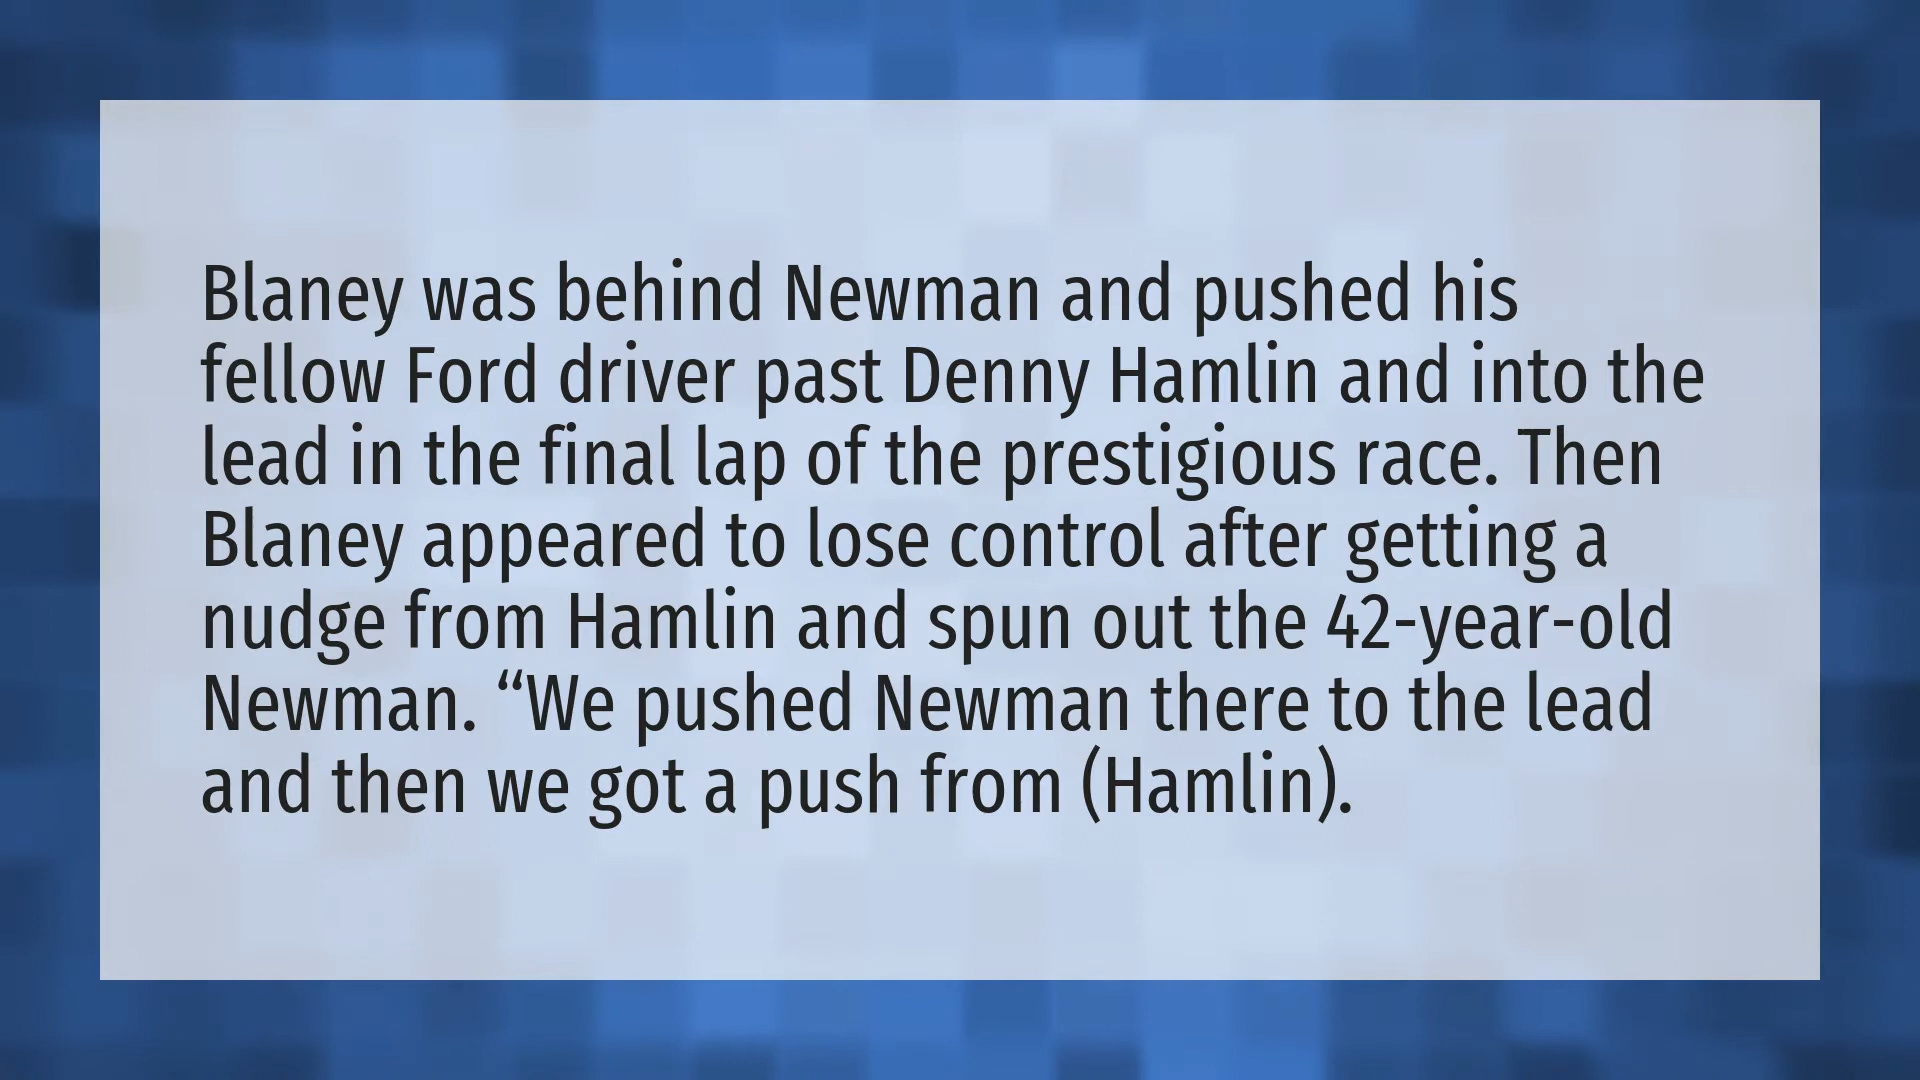 Blaney was behind Newman and pushed his
fellow Ford driver past Denny Hamlin and into the
lead in the final lap of the prestigious race. Then
Blaney appeared to lose control after getting a
nudge from Hamlin and spun out the 42-year-old
Newman. “We pushed Newman there to the lead
and then we got a push from (Hamlin).